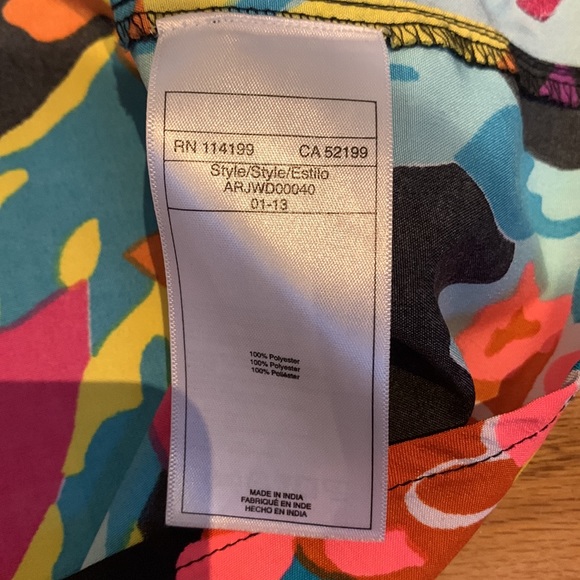 RN 114199 CA 52199
Style/Style/Estilo
ARJWD00040
01-13
100% Polyester
100% Polyester
100% Poliéster
MADE IN INDIA
FABRIQUÉ EN INDE
HECHO EN INDIA